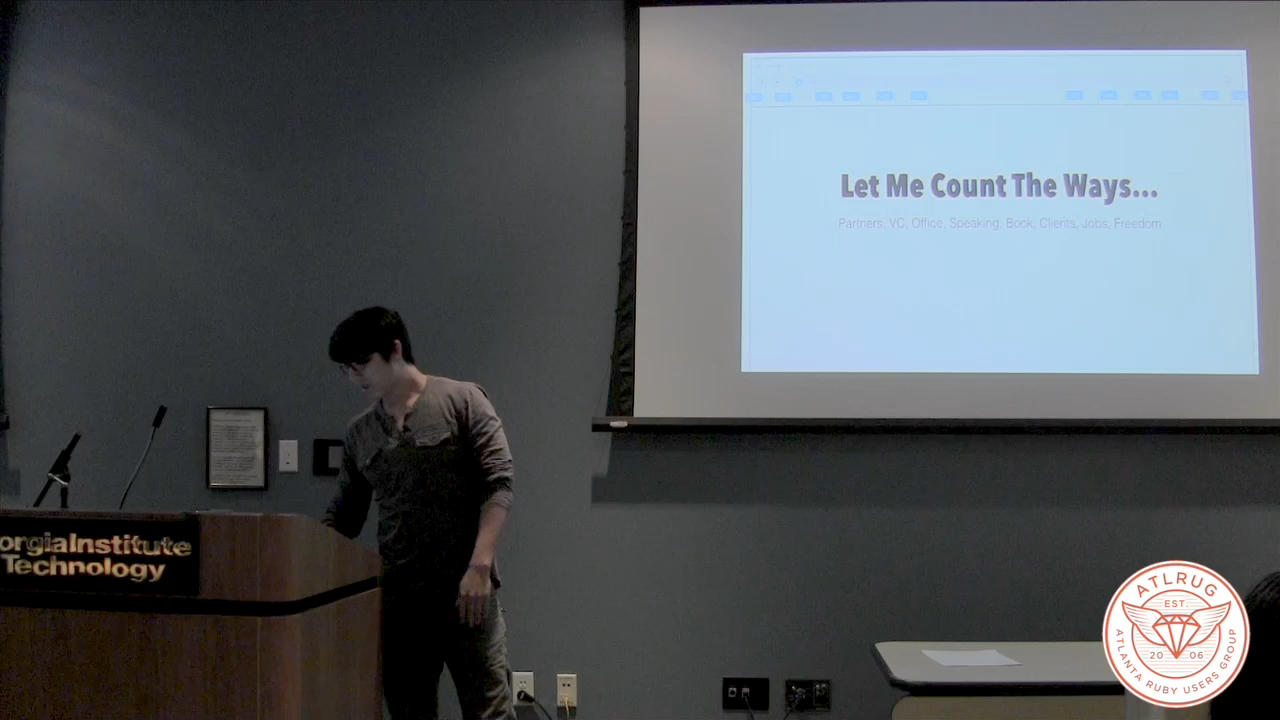 Let Me Count The Ways...
Partners, VC, Office, Speaking, Book, Clients, Jobs, Freedom
orgiaInstitute
Technology
ATLRUG
EST.
20 06
ATLANTA RUBY USERS GROUP